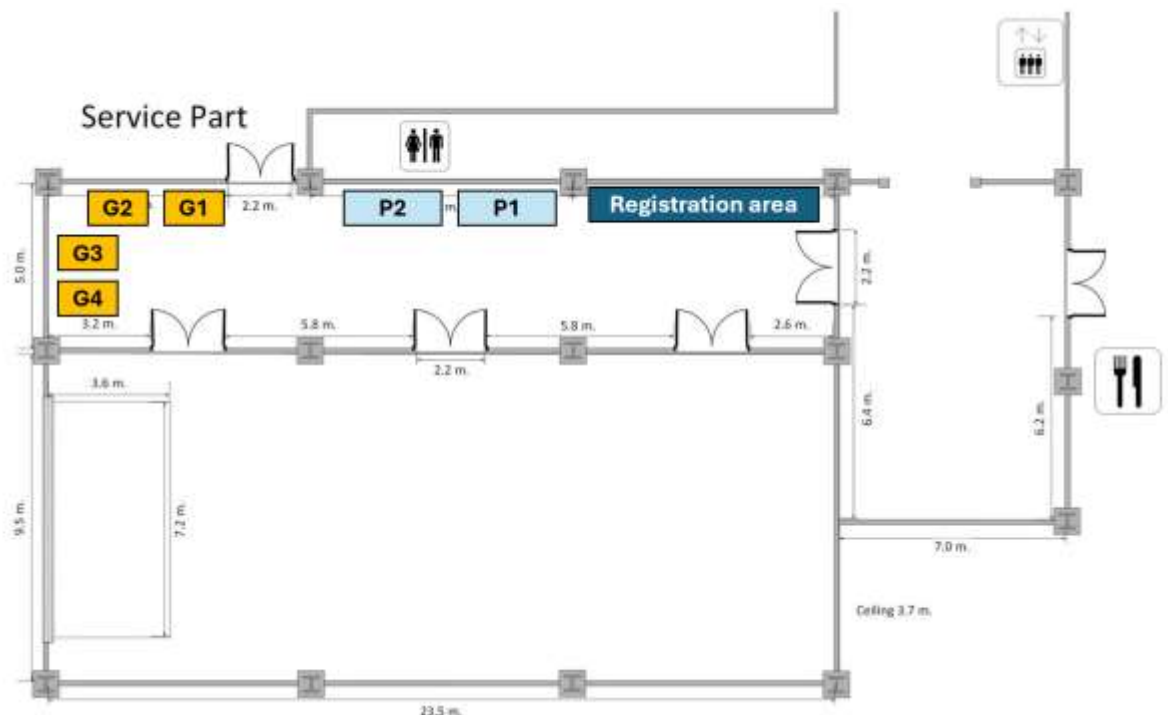 Service Part
G2
G1
2.2 m.
P2
m.
P1
Registration area
G3
G4
5.0 m.
2.2 m.
3.2 m.
5.8 m.
5.8 m.
2.6 m.
2.2 m.
3.6 m.
7.2 m.
9.5 m.
6.4 m.
6.2 m.
7.0 m.
Ceiling 3.7 m.
23.5 m.